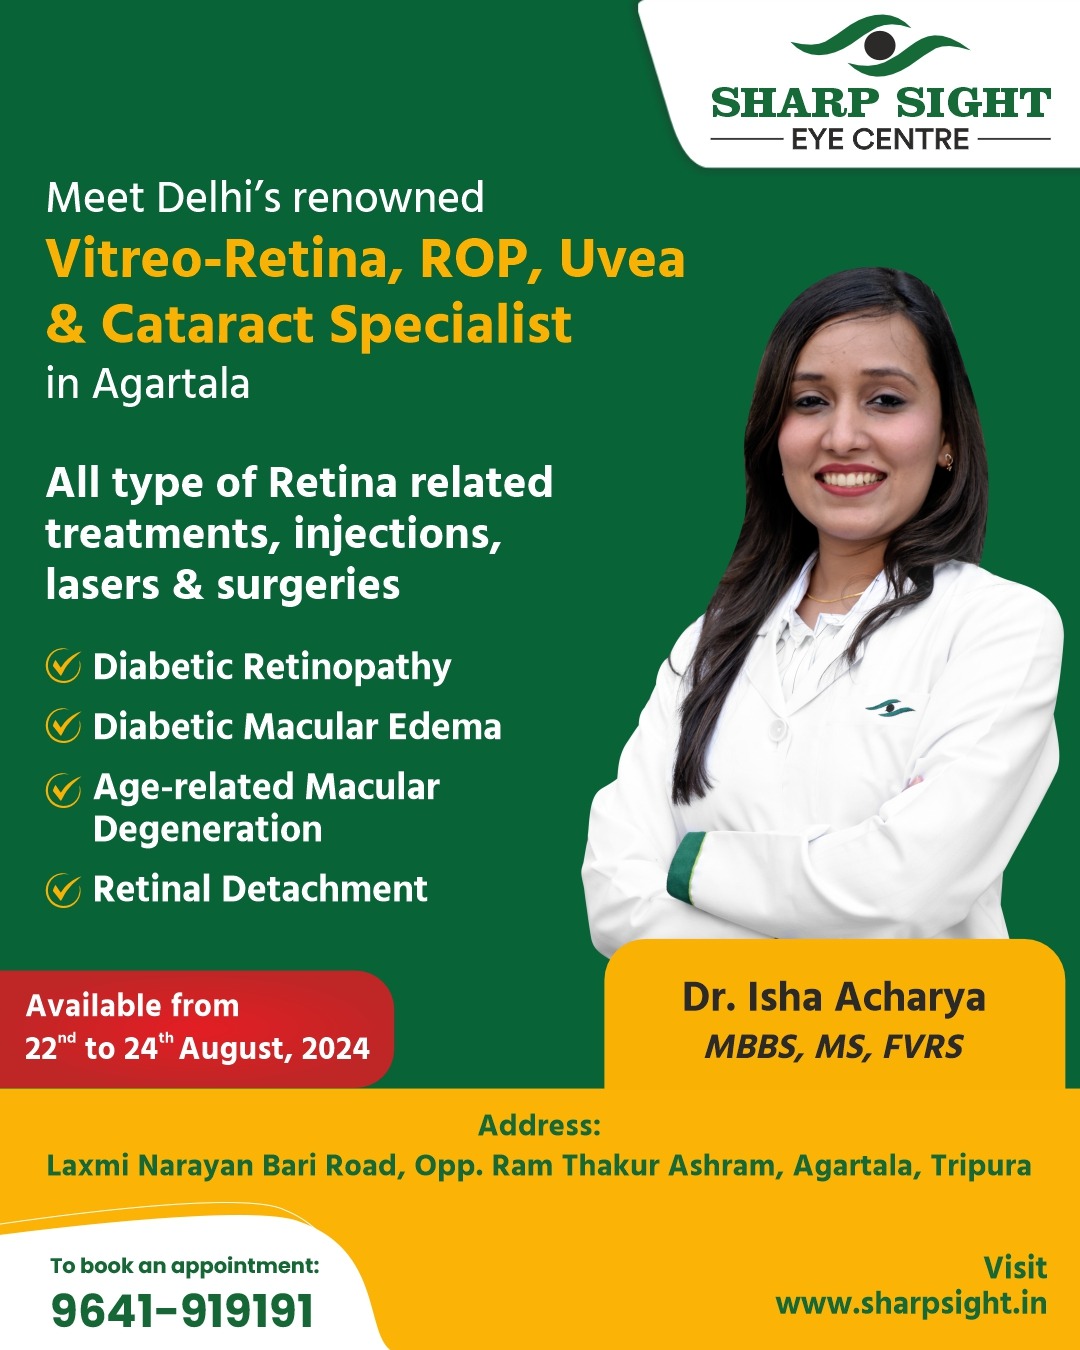 SHARP SIGHT
EYE CENTRE
Meet Delhi’s renowned
Vitreo-Retina, ROP, Uvea
& Cataract Specialist
in Agartala
All type of Retina related
treatments, injections,
lasers & surgeries
Diabetic Retinopathy
Diabetic Macular Edema
Age-related Macular
Degeneration
Retinal Detachment
Available from
22nd to 24th August, 2024
Dr. Isha Acharya
MBBS, MS, FVRS
Address:
Laxmi Narayan Bari Road, Opp. Ram Thakur Ashram, Agartala, Tripura
To book an appointment:
9641-919191
Visit
www.sharpsight.in